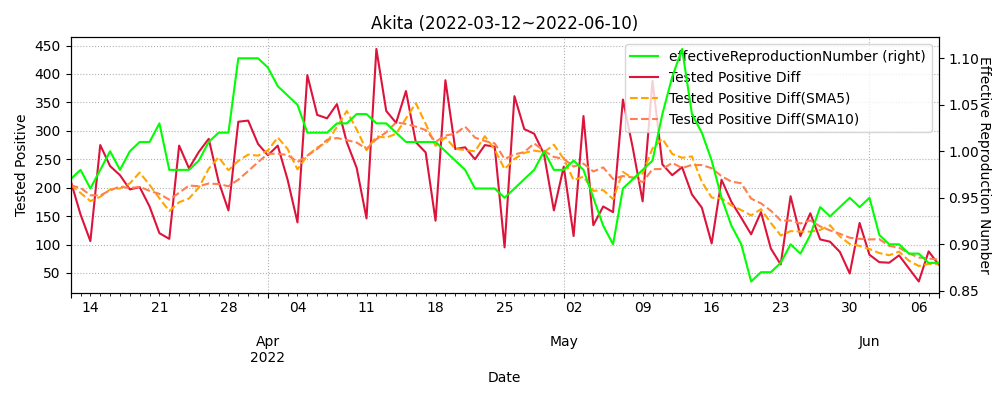 Akita (2022-03-12~2022-06-10)
effectiveReproductionNumber (right)
Tested Positive Diff
Tested Positive Diff(SMA5)
Tested Positive Diff(SMA10)
Tested Positive
450
400
350
300
250
200
150
100
50
1.10
1.05
1.00
0.95
0.90
0.85
Effective Reproduction Number
14 21 28 04 11 18 25 02 09 16 23 30 06
Apr May Jun
2022
Date